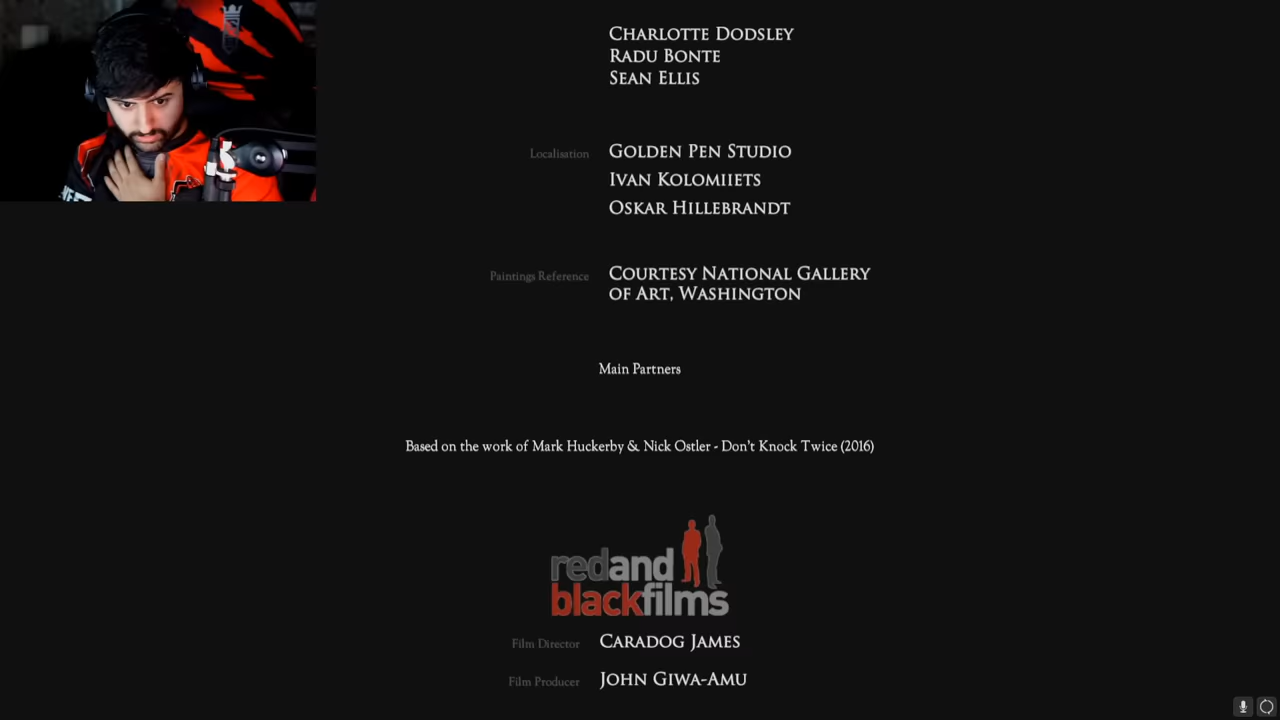 CHARLOTTE DODSLEY
RADU BONTE
SEAN ELLIS
Localisation GOLDEN PEN STUDIO
IVAN KOLOMIIETS
OSKAR HILLEBRANDT
Paintings Reference COURTESY NATIONAL GALLERY
OF ART, WASHINGTON
Main Partners
Based on the work of Mark Huckerby & Nick Ostler - Don't Knock Twice (2016)
redand
blackfilms
Film Director CARADOG JAMES
Film Producer JOHN GIWA-AMU